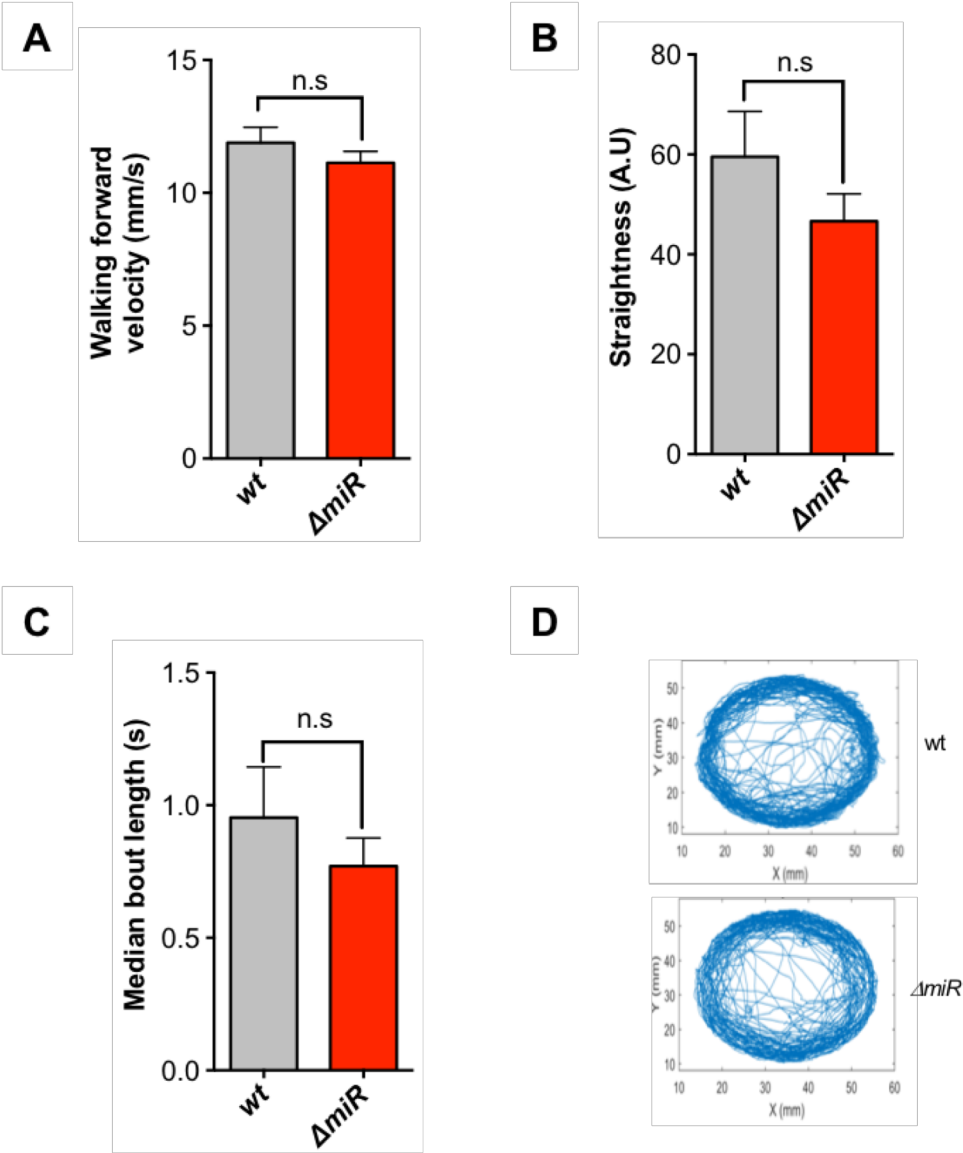 A
Walking forward
velocity (mm/s)
15
10
5
0
n.s
wt
ΔmiR
B
Straightness (A.U)
80
60
40
20
0
n.s
wt
ΔmiR
C
Median bout length (s)
1.5
1.0
0.5
0.0
n.s
wt
ΔmiR
D
Y (mm)
50
40
30
20
10
10 20 30 40 50 60
X (mm)
wt
Y (mm)
50
40
30
20
10
10 20 30 40 50 60
X (mm)
ΔmiR